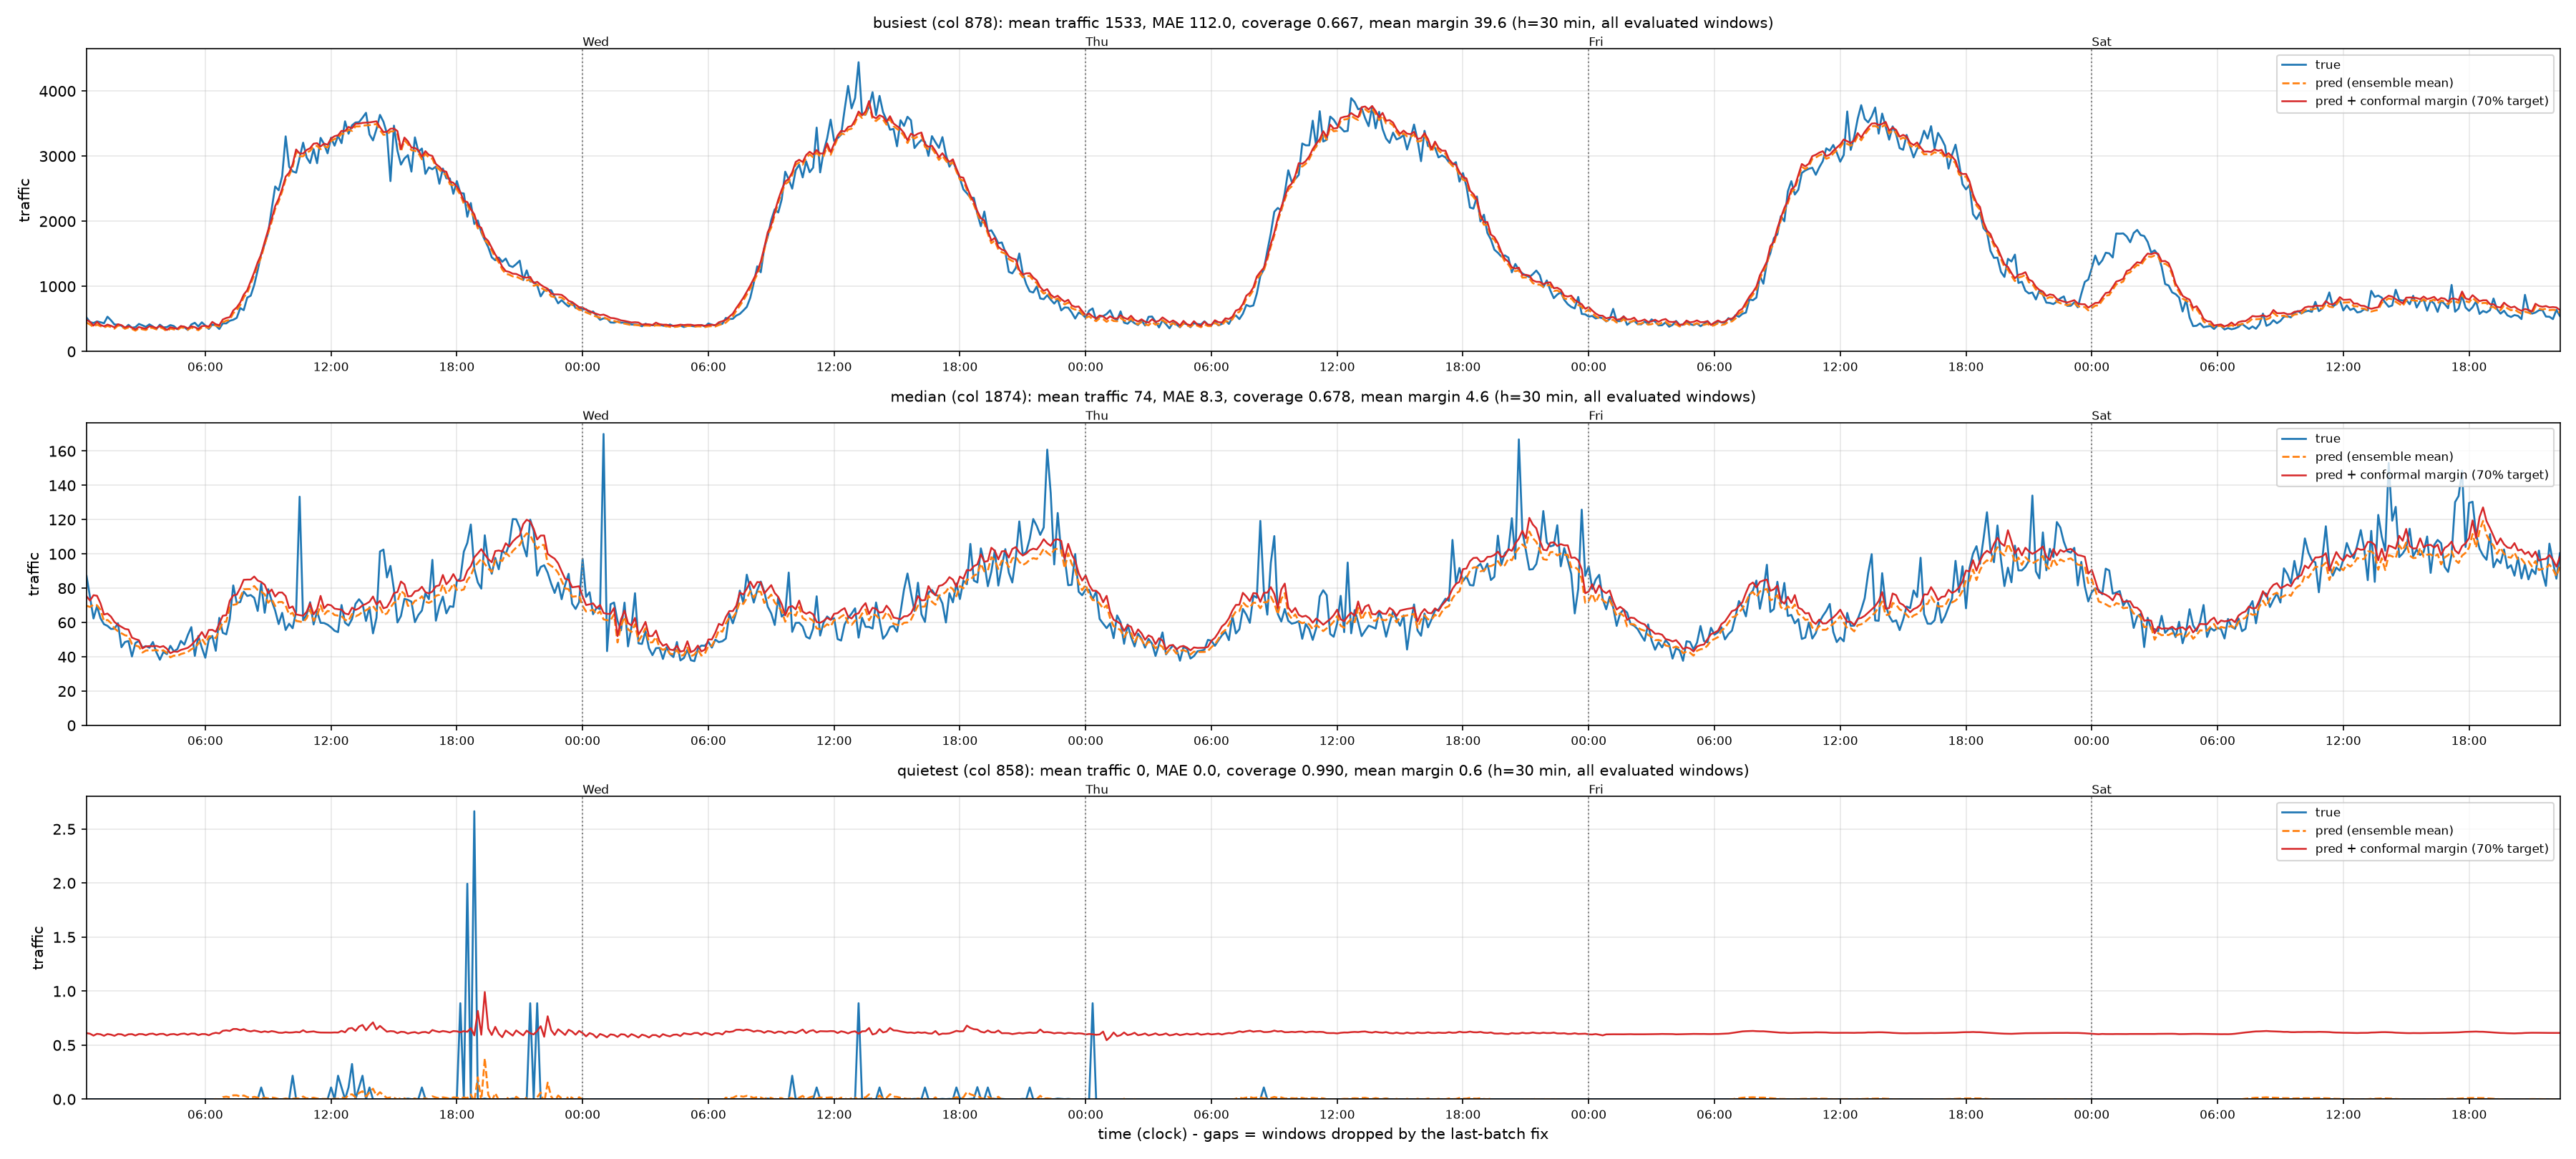 busiest (col 878): mean traffic 1533, MAE 112.0, coverage 0.667, mean margin 39.6 (h=30 min, all evaluated windows)
Wed
Thu
Fri
Sat
true
pred (ensemble mean)
pred + conformal margin (70% target)
4000
3000
2000
1000
0
traffic
06:00 12:00 18:00 00:00 06:00 12:00 18:00 00:00 06:00 12:00 18:00 00:00 06:00 12:00 18:00 00:00 06:00 12:00 18:00
median (col 1874): mean traffic 74, MAE 8.3, coverage 0.678, mean margin 4.6 (h=30 min, all evaluated windows)
Wed
Thu
Fri
Sat
true
pred (ensemble mean)
pred + conformal margin (70% target)
160
140
120
100
80
60
40
20
0
traffic
06:00 12:00 18:00 00:00 06:00 12:00 18:00 00:00 06:00 12:00 18:00 00:00 06:00 12:00 18:00 00:00 06:00 12:00 18:00
quietest (col 858): mean traffic 0, MAE 0.0, coverage 0.990, mean margin 0.6 (h=30 min, all evaluated windows)
Wed
Thu
Fri
Sat
true
pred (ensemble mean)
pred + conformal margin (70% target)
2.5
2.0
1.5
1.0
0.5
0.0
traffic
06:00 12:00 18:00 00:00 06:00 12:00 18:00 00:00 06:00 12:00 18:00 00:00 06:00 12:00 18:00 00:00 06:00 12:00 18:00
time (clock) - gaps = windows dropped by the last-batch fix